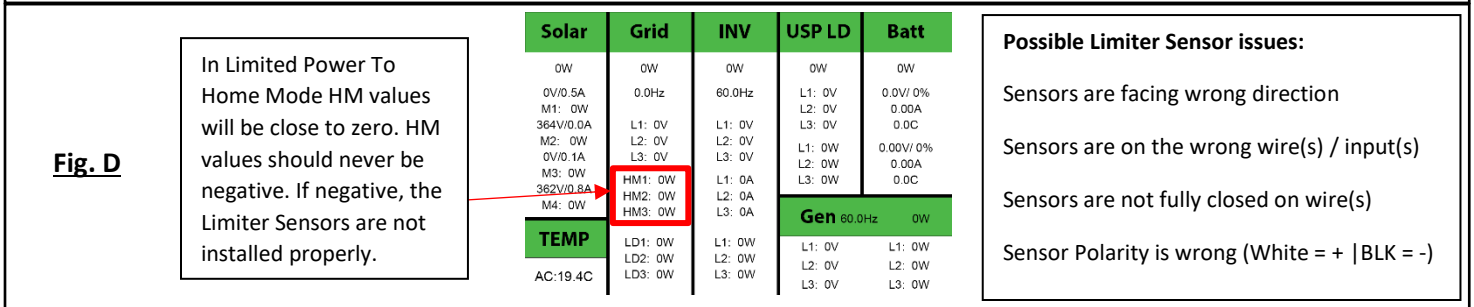 Fig. D
In Limited Power To
Home Mode HM values
will be close to zero. HM
values should never be
negative. If negative, the
Limiter Sensors are not
installed properly.
Solar
0W
0V/0.5A
M1: 0W
364V/0.0A
M2: 0W
0V/0.1A
M3: 0W
362V/0.8A
M4: 0W
TEMP
AC:19.4C
Grid
0W
0.0Hz
L1: 0V
L2: 0V
L3: 0V
HM1: 0W
HM2: 0W
HM3: 0W
LD1: 0W
LD2: 0W
LD3: 0W
INV
0W
60.0Hz
L1: 0V
L2: 0V
L3: 0V
L1: 0A
L2: 0A
L3: 0A
L1: 0W
L2: 0W
L3: 0W
USP LD
0W
L1: 0V
L2: 0V
L3: 0V
L1: 0W
L2: 0W
L3: 0W
Batt
0W
0.0V/ 0%
0.00A
0.0C
0.00V/ 0%
0.00A
0.0C
Gen 60.0Hz 0W
L1: 0V L1: 0W
L2: 0V L2: 0W
L3: 0V L3: 0W
Possible Limiter Sensor issues:
Sensors are facing wrong direction
Sensors are on the wrong wire(s) / input(s)
Sensors are not fully closed on wire(s)
Sensor Polarity is wrong (White = + |BLK = -)